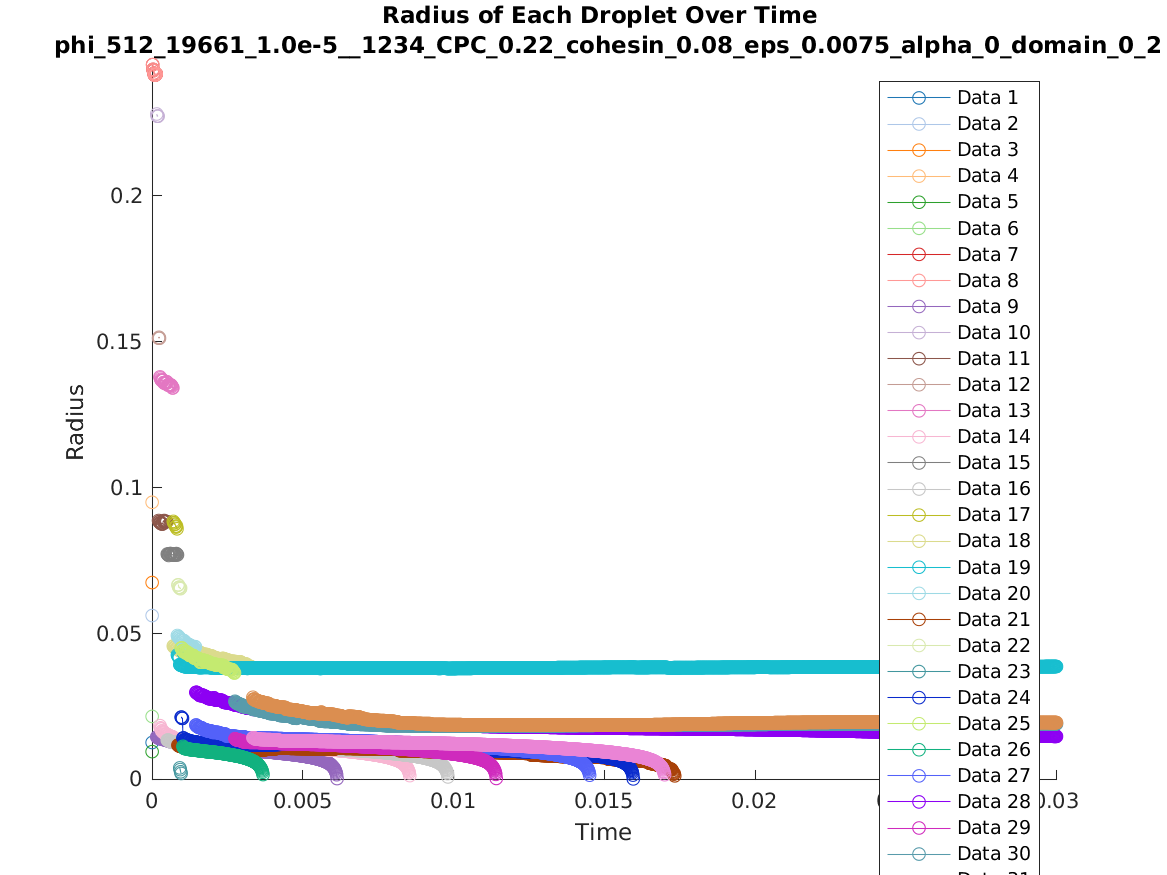 Radius of Each Droplet Over Time
phi_512_19661_1.0e-5__1234_CPC_0.22_cohesin_0.08_eps_0.0075_alpha_0_domain_0_2
Radius
0.2
0.15
0.1
0.05
0
0
0.005
0.01
0.015
0.02
0.03
Time
Data 1
Data 2
Data 3
Data 4
Data 5
Data 6
Data 7
Data 8
Data 9
Data 10
Data 11
Data 12
Data 13
Data 14
Data 15
Data 16
Data 17
Data 18
Data 19
Data 20
Data 21
Data 22
Data 23
Data 24
Data 25
Data 26
Data 27
Data 28
Data 29
Data 30